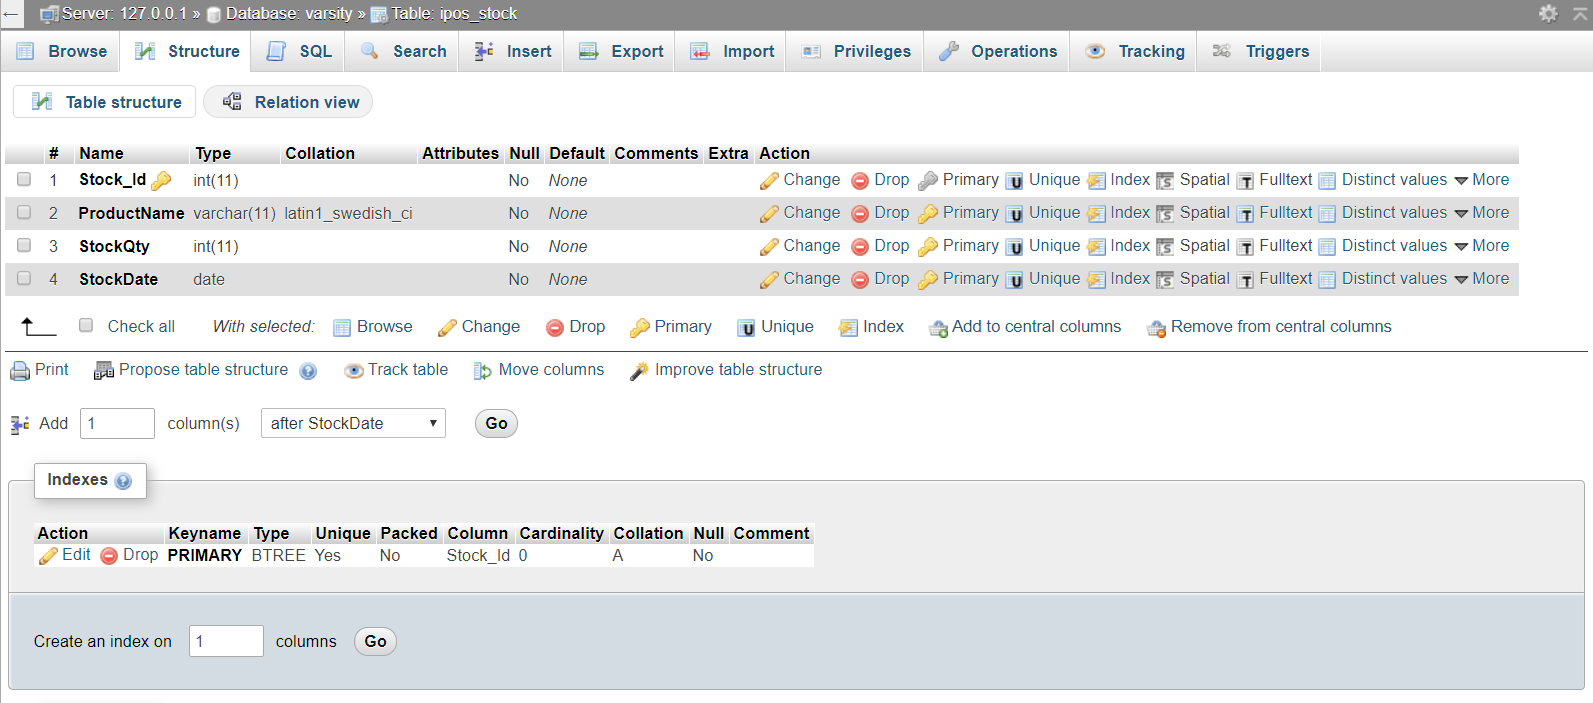 Server: 127.0.0.1 » Database: varsity » Table: ipos_stock
Browse Structure SQL Search Insert Export Import Privileges Operations Tracking Triggers
Table structure Relation view
# Name Type Collation Attributes Null Default Comments Extra Action
1 Stock_Id int(11) No None Change Drop Primary Unique Index Spatial Fulltext Distinct values More
2 ProductName varchar(11) latin1_swedish_ci No None Change Drop Primary Unique Index Spatial Fulltext Distinct values More
3 StockQty int(11) No None Change Drop Primary Unique Index Spatial Fulltext Distinct values More
4 StockDate date No None Change Drop Primary Unique Index Spatial Fulltext Distinct values More
Check all With selected: Browse Change Drop Primary Unique Index Add to central columns Remove from central columns
Print Propose table structure Track table Move columns Improve table structure
Add 1 column(s) after StockDate Go
Indexes
Action Keyname Type Unique Packed Column Cardinality Collation Null Comment
Edit Drop PRIMARY BTREE Yes No Stock_Id 0 A No
Create an index on 1 columns Go